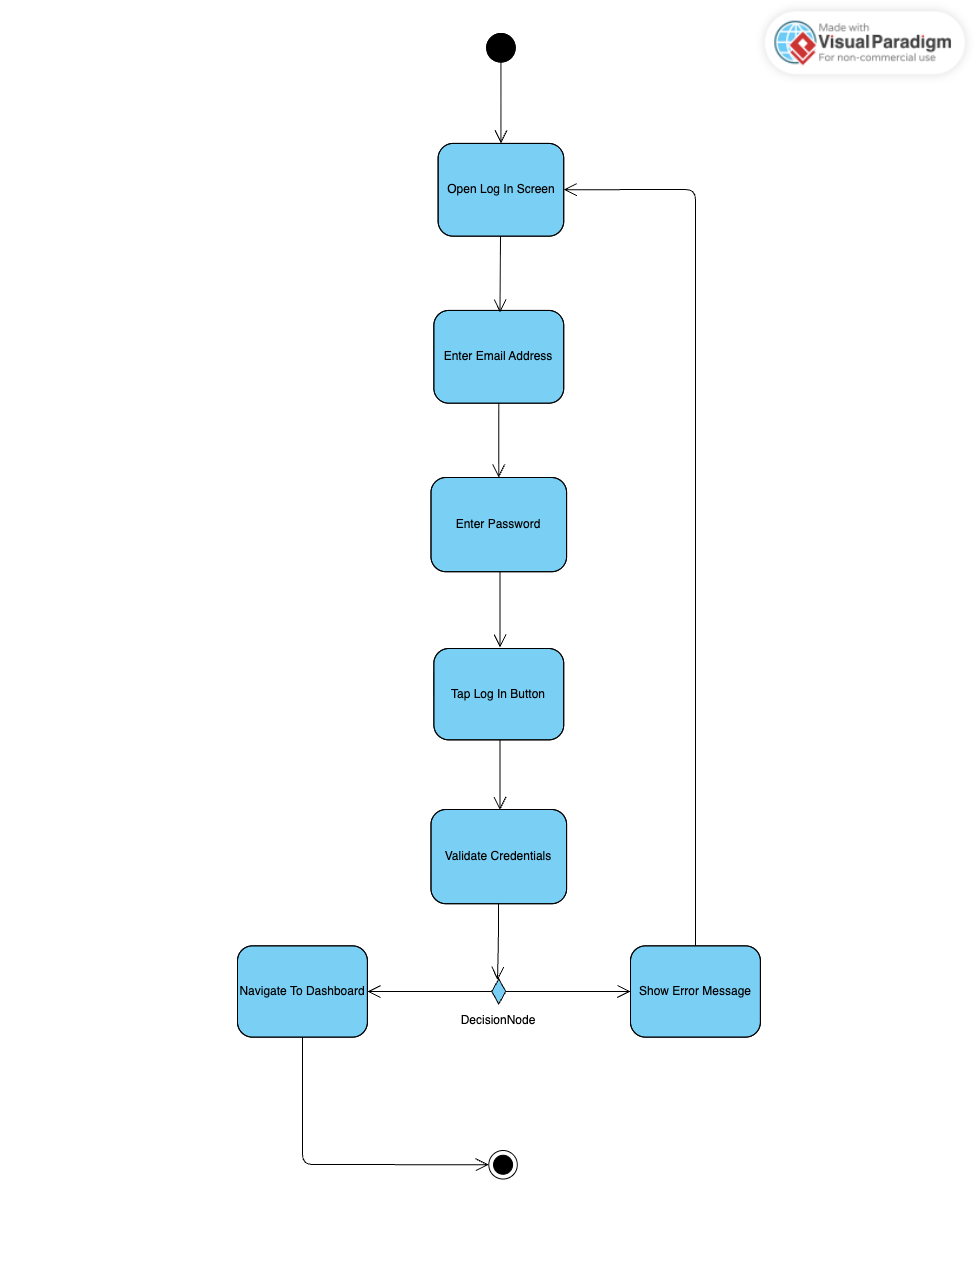 Made with
Visual Paradigm
For non-commercial use
Open Log In Screen
Enter Email Address
Enter Password
Tap Log In Button
Validate Credentials
Navigate To Dashboard
Show Error Message
DecisionNode